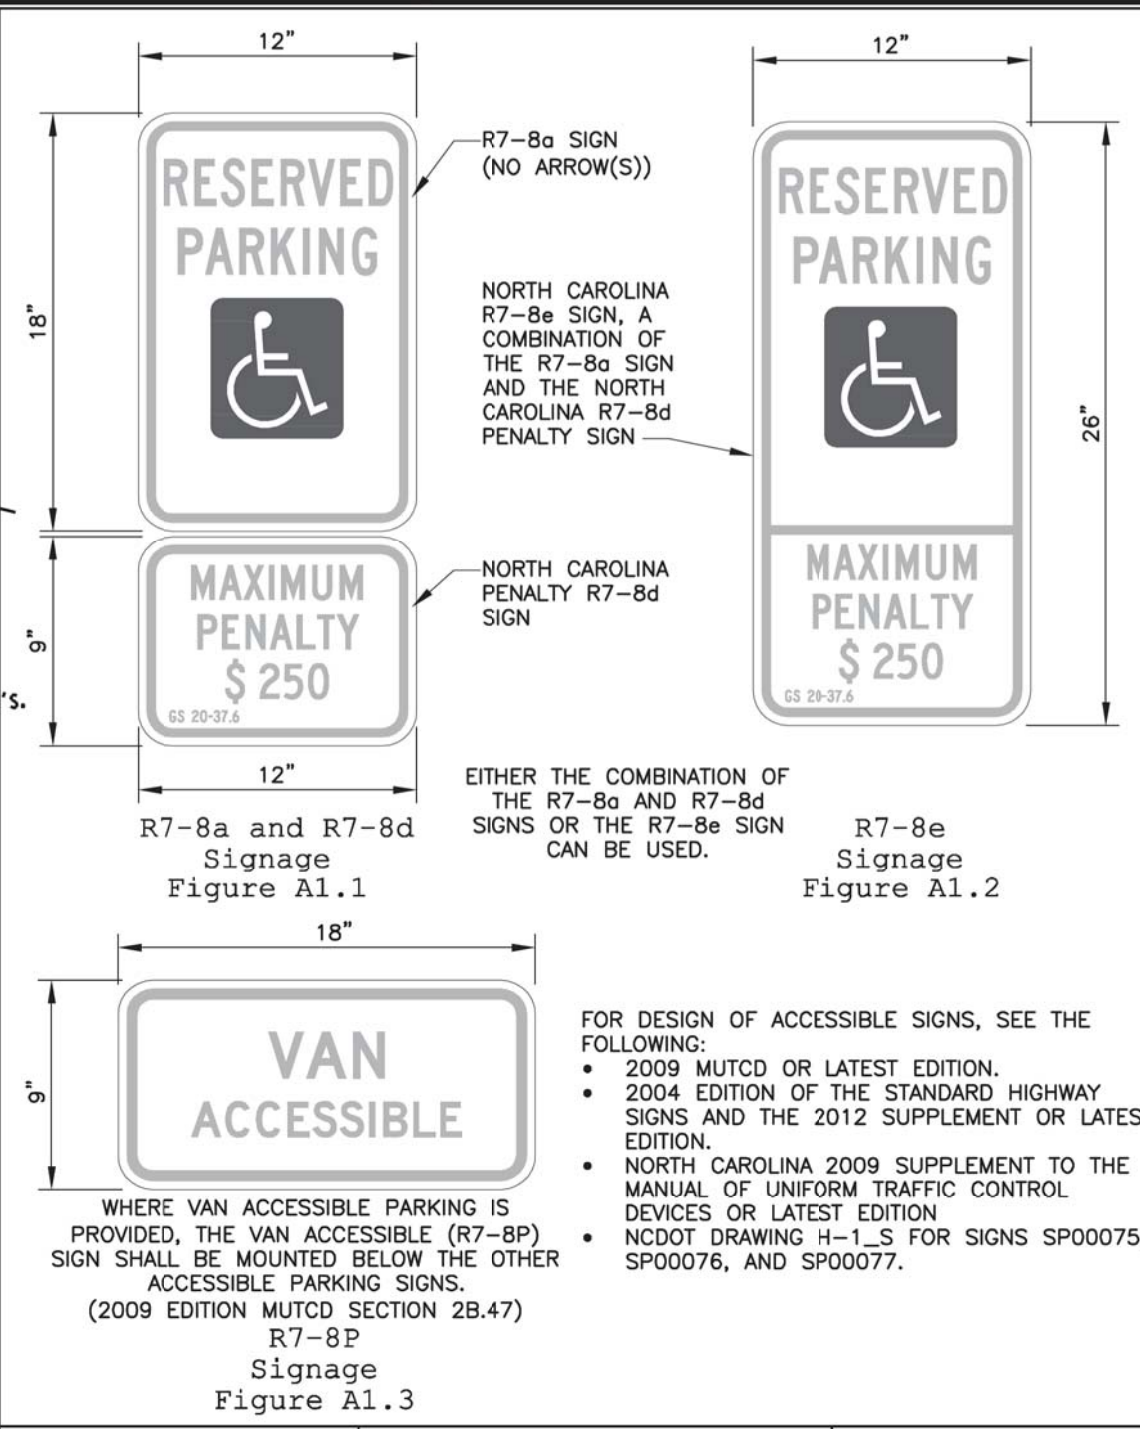 12"
18"
RESERVED
PARKING
R7-8a SIGN
(NO ARROW(S))
9"
MAXIMUM
PENALTY
$ 250
GS 20-37.6
NORTH CAROLINA
PENALTY R7-8d
SIGN
12"
R7-8a and R7-8d
Signage
Figure A1.1
NORTH CAROLINA
R7-8e SIGN, A
COMBINATION OF
THE R7-8a SIGN
AND THE NORTH
CAROLINA R7-8d
PENALTY SIGN
12"
26"
RESERVED
PARKING
MAXIMUM
PENALTY
$ 250
GS 20-37.6
R7-8e
Signage
Figure A1.2
EITHER THE COMBINATION OF
THE R7-8a AND R7-8d
SIGNS OR THE R7-8e SIGN
CAN BE USED.
's.
18"
9"
VAN
ACCESSIBLE
WHERE VAN ACCESSIBLE PARKING IS
PROVIDED, THE VAN ACCESSIBLE (R7-8P)
SIGN SHALL BE MOUNTED BELOW THE OTHER
ACCESSIBLE PARKING SIGNS.
(2009 EDITION MUTCD SECTION 2B.47)
R7-8P
Signage
Figure A1.3
FOR DESIGN OF ACCESSIBLE SIGNS, SEE THE
FOLLOWING:
• 2009 MUTCD OR LATEST EDITION.
• 2004 EDITION OF THE STANDARD HIGHWAY
SIGNS AND THE 2012 SUPPLEMENT OR LATES
EDITION.
• NORTH CAROLINA 2009 SUPPLEMENT TO THE
MANUAL OF UNIFORM TRAFFIC CONTROL
DEVICES OR LATEST EDITION
• NCDOT DRAWING H-1_S FOR SIGNS SP00075
SP00076, AND SP00077.